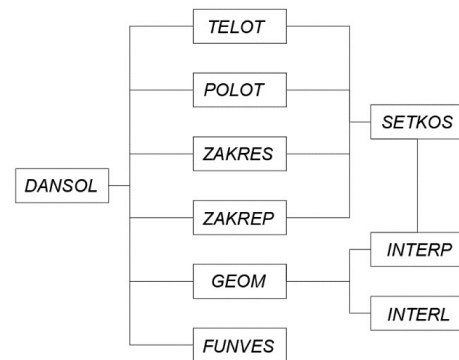 TELOT
POLOT
SETKOS
ZAKRES
DANSOL
ZAKREP
INTERP
GEOM
INTERL
FUNVES